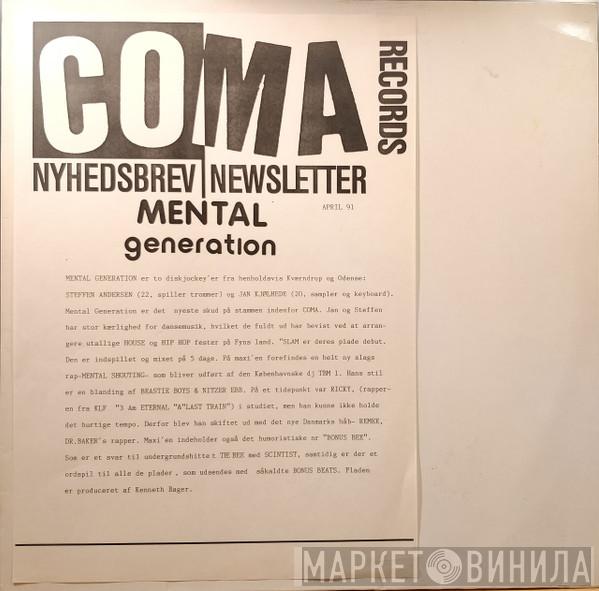 COMA
RECORDS
NYHEDSBREV NEWSLETTER
MENTAL
APRIL 91
generation
MENTAL GENERATION er to diskjockey'er fra henholdsvis Kværndrup og Odense:
STEFFEN ANDERSEN (22, spiller trommer) og JAN KJØLHEDE (20, sampler og keyboard).
Mental Generation er det nyeste skud på stammen indenfor COMA. Jan og Steffen
har stor kærlighed for dansemusik, hvilket de fuldt ud har bevist ved at arran-
gere utallige HOUSE og HIP HOP fester på Fyns land. "SLAM er deres plade debut.
Den er indspillet og mixet på 5 dage. På maxi'en forefindes en helt ny slags
rap-MENTAL SHOUTING- som bliver udført af den Københavnske dj TBM 1. Hans stil
er en blanding af BEASTIE BOYS & NITZER EBB. På et tidspunkt var RICKY, (rapper-
en fra KLF "3 Am ETERNAL "&"LAST TRAIN") i studiet, men han kunne ikke holde
det hurtige tempo. Derfor blev han skiftet ud med det nye Danmarks håb- REMEE,
DR.BAKER's rapper. Maxi'en indeholder også det humoristiske nr "BONUS BEE".
Som er et svar til undergrundshittet THE BEE med SCINTIST, samtidig er der et
ordspil til alle de plader, som udsendes med såkaldte BONUS BEATS. Pladen
er produceret af Kenneth Bager.
МАРКЕТ ВИНИЛА